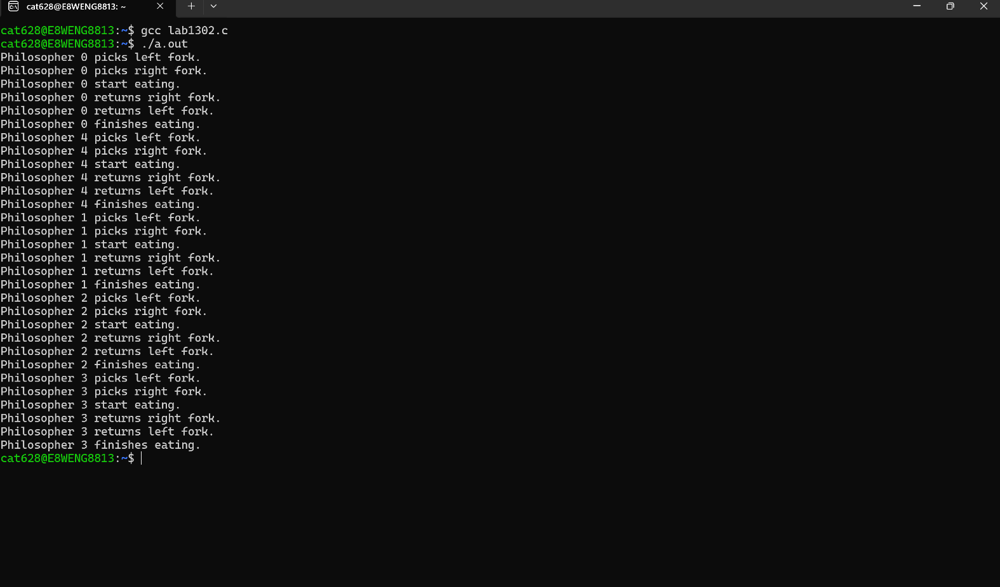 cat628@E8WENG8813: ~
cat628@E8WENG8813:~$ gcc lab1302.c
cat628@E8WENG8813:~$ ./a.out
Philosopher 0 picks left fork.
Philosopher 0 picks right fork.
Philosopher 0 start eating.
Philosopher 0 returns right fork.
Philosopher 0 returns left fork.
Philosopher 0 finishes eating.
Philosopher 4 picks left fork.
Philosopher 4 picks right fork.
Philosopher 4 start eating.
Philosopher 4 returns right fork.
Philosopher 4 returns left fork.
Philosopher 4 finishes eating.
Philosopher 1 picks left fork.
Philosopher 1 picks right fork.
Philosopher 1 start eating.
Philosopher 1 returns right fork.
Philosopher 1 returns left fork.
Philosopher 1 finishes eating.
Philosopher 2 picks left fork.
Philosopher 2 picks right fork.
Philosopher 2 start eating.
Philosopher 2 returns right fork.
Philosopher 2 returns left fork.
Philosopher 2 finishes eating.
Philosopher 3 picks left fork.
Philosopher 3 picks right fork.
Philosopher 3 start eating.
Philosopher 3 returns right fork.
Philosopher 3 returns left fork.
Philosopher 3 finishes eating.
cat628@E8WENG8813:~$